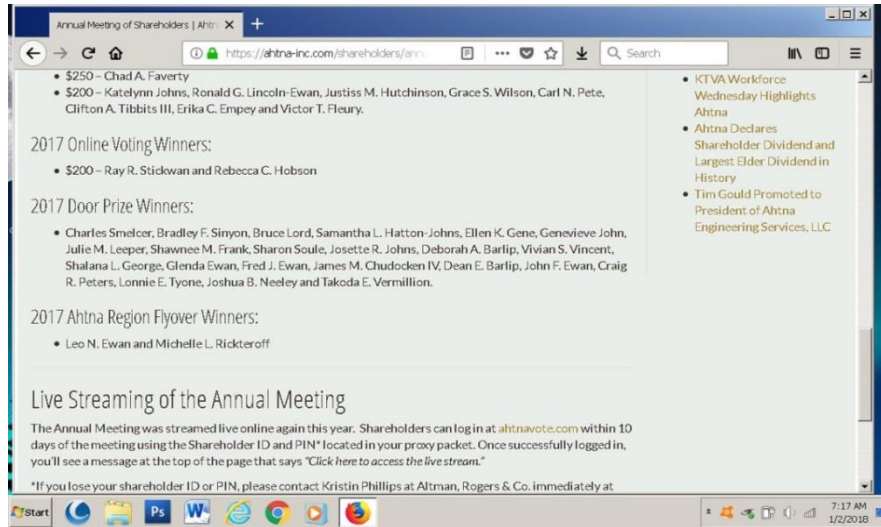 Annual Meeting of Shareholders | Ahtn
https://ahtna-inc.com/shareholders/ann
Search
• $250 – Chad A. Faverty
• $200 – Katelynn Johns, Ronald G. Lincoln-Ewan, Justiss M. Hutchinson, Grace S. Wilson, Carl N. Pete,
Clifton A. Tibbits III, Erika C. Empey and Victor T. Fleury.
2017 Online Voting Winners:
• $200 – Ray R. Stickwan and Rebecca C. Hobson
2017 Door Prize Winners:
• Charles Smelcer, Bradley F. Sinyon, Bruce Lord, Samantha L. Hatton-Johns, Ellen K. Gene, Genevieve John,
Julie M. Leeper, Shawnee M. Frank, Sharon Soule, Josette R. Johns, Deborah A. Barlip, Vivian S. Vincent,
Shalana L. George, Glenda Ewan, Fred J. Ewan, James M. Chudocken IV, Dean E. Barlip, John F. Ewan, Craig
R. Peters, Lonnie E. Tyone, Joshua B. Neeley and Takoda E. Vermillion.
2017 Ahtna Region Flyover Winners:
• Leo N. Ewan and Michelle L. Rickteroff
Live Streaming of the Annual Meeting
The Annual Meeting was streamed live online again this year. Shareholders can log in at ahtnavote.com within 10
days of the meeting using the Shareholder ID and PIN* located in your proxy packet. Once successfully logged in,
you'll see a message at the top of the page that says "Click here to access the live stream."
*If you lose your shareholder ID or PIN, please contact Kristin Phillips at Altman, Rogers & Co. immediately at
• KTVA Workforce
Wednesday Highlights
Ahtna
• Ahtna Declares
Shareholder Dividend and
Largest Elder Dividend in
History
• Tim Gould Promoted to
President of Ahtna
Engineering Services, LLC
Start
Ps
W
7:17 AM
1/2/2018